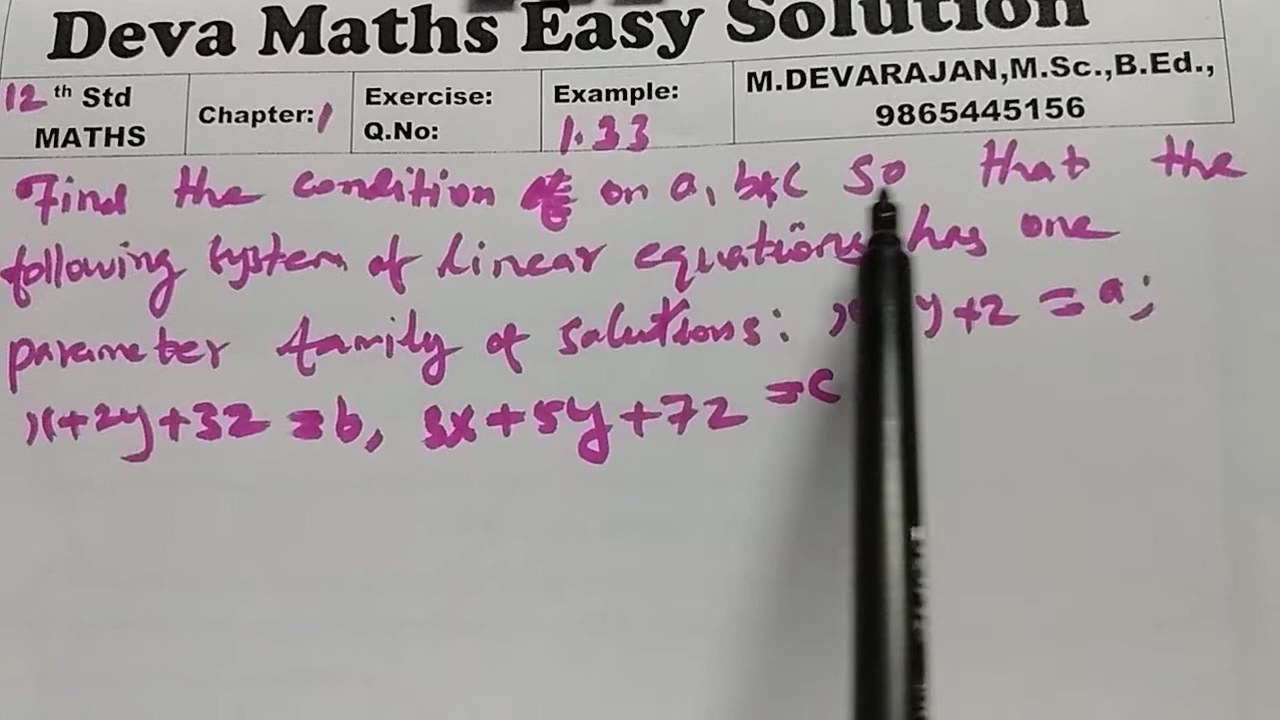 Deva Maths Easy Solution
12th Std MATHS
Chapter: 1
Exercise:
Q.No:
Example: 1.33
M.DEVARAJAN,M.Sc.,B.Ed.,
9865445156
Find the condition on a, b & c so that the
following system of linear equations has one
parameter family of solutions: y+z = a;
x+2y+3z = b, 3x+5y+7z = c